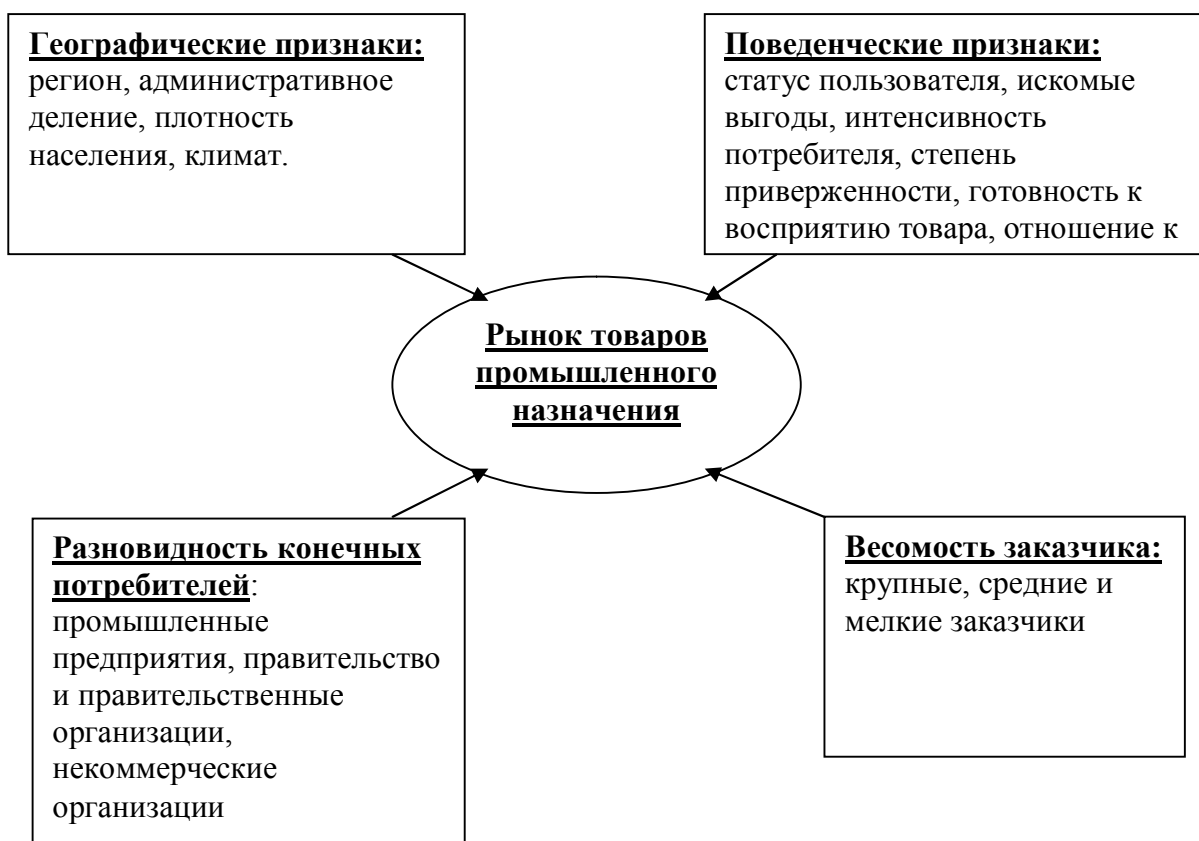 Географические признаки:
регион, административное
деление, плотность
населения, климат.
Поведенческие признаки:
статус пользователя, искомые
выгоды, интенсивность
потребителя, степень
приверженности, готовность к
восприятию товара, отношение к
Рынок товаров
промышленного
назначения
Разновидность конечных
потребителей:
промышленные
предприятия, правительство
и правительственные
организации,
некоммерческие
организации
Весомость заказчика:
крупные, средние и
мелкие заказчики